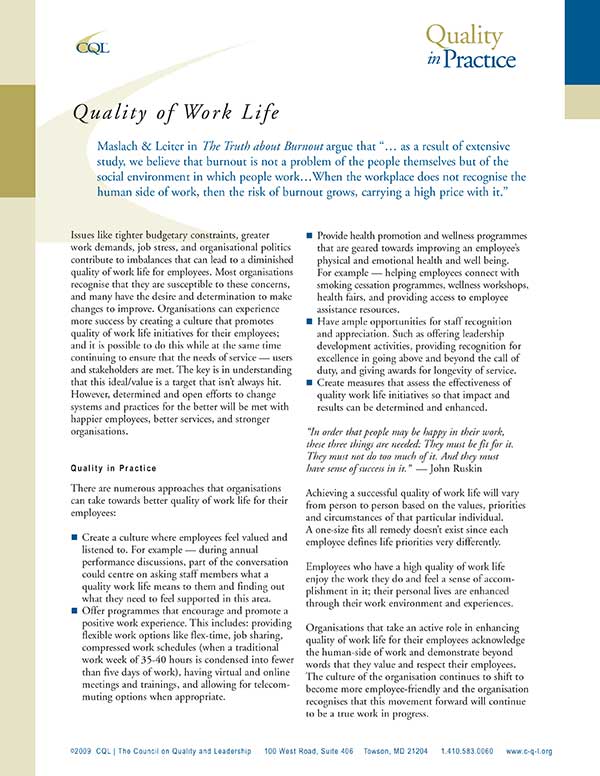 CQL
Quality
in Practice
Quality of Work Life
Maslach & Leiter in The Truth about Burnout argue that “… as a result of extensive
study, we believe that burnout is not a problem of the people themselves but of the
social environment in which people work…When the workplace does not recognise the
human side of work, then the risk of burnout grows, carrying a high price with it.”
Issues like tighter budgetary constraints, greater
work demands, job stress, and organisational politics
contribute to imbalances that can lead to a diminished
quality of work life for employees. Most organisations
recognise that they are susceptible to these concerns,
and many have the desire and determination to make
changes to improve. Organisations can experience
more success by creating a culture that promotes
quality of work life initiatives for their employees;
and it is possible to do this while at the same time
continuing to ensure that the needs of service — users
and stakeholders are met. The key is in understanding
that this ideal/value is a target that isn’t always hit.
However, determined and open efforts to change
systems and practices for the better will be met with
happier employees, better services, and stronger
organisations.
Quality in Practice
There are numerous approaches that organisations
can take towards better quality of work life for their
employees:
■ Create a culture where employees feel valued and
listened to. For example — during annual
performance discussions, part of the conversation
could centre on asking staff members what a
quality work life means to them and finding out
what they need to feel supported in this area.
■ Offer programmes that encourage and promote a
positive work experience. This includes: providing
flexible work options like flex-time, job sharing,
compressed work schedules (when a traditional
work week of 35-40 hours is condensed into fewer
than five days of work), having virtual and online
meetings and trainings, and allowing for telecom-
muting options when appropriate.
■ Provide health promotion and wellness programmes
that are geared towards improving an employee’s
physical and emotional health and well being.
For example — helping employees connect with
smoking cessation programmes, wellness workshops,
health fairs, and providing access to employee
assistance resources.
■ Have ample opportunities for staff recognition
and appreciation. Such as offering leadership
development activities, providing recognition for
excellence in going above and beyond the call of
duty, and giving awards for longevity of service.
■ Create measures that assess the effectiveness of
quality work life initiatives so that impact and
results can be determined and enhanced.
“In order that people may be happy in their work,
these three things are needed: They must be fit for it.
They must not do too much of it. And they must
have sense of success in it.” — John Ruskin
Achieving a successful quality of work life will vary
from person to person based on the values, priorities
and circumstances of that particular individual.
A one-size fits all remedy doesn’t exist since each
employee defines life priorities very differently.
Employees who have a high quality of work life
enjoy the work they do and feel a sense of accom-
plishment in it; their personal lives are enhanced
through their work environment and experiences.
Organisations that take an active role in enhancing
quality of work life for their employees acknowledge
the human-side of work and demonstrate beyond
words that they value and respect their employees.
The culture of the organisation continues to shift to
become more employee-friendly and the organisation
recognises that this movement forward will continue
to be a true work in progress.
©2009 CQL | The Council on Quality and Leadership 100 West Road, Suite 406 Towson, MD 21204 1.410.583.0060 www.c-q-l.org